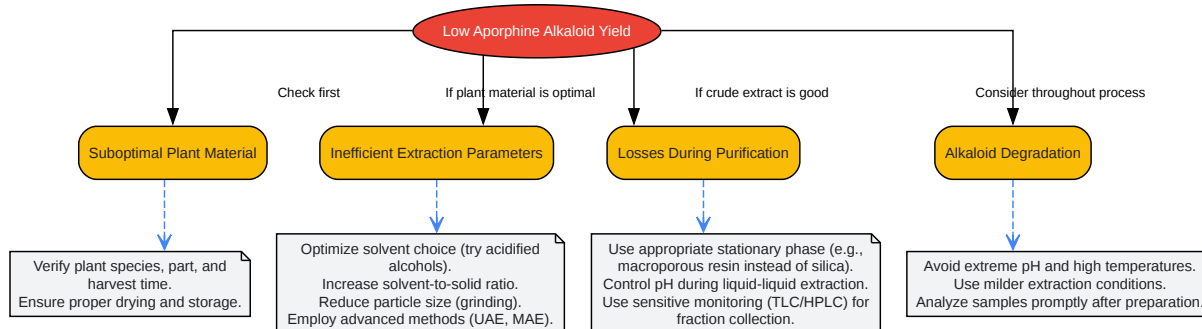 Low Aporphine Alkaloid Yield
Check first
If plant material is optimal
If crude extract is good
Consider throughout process
Suboptimal Plant Material
Inefficient Extraction Parameters
Losses During Purification
Alkaloid Degradation
Verify plant species, part, and
harvest time.
Ensure proper drying and storage.
Optimize solvent choice (try acidified
alcohols).
Increase solvent-to-solid ratio.
Reduce particle size (grinding).
Employ advanced methods (UAE, MAE).
Use appropriate stationary phase (e.g.,
macroporous resin instead of silica).
Control pH during liquid-liquid extraction.
Use sensitive monitoring (TLC/HPLC) for
fraction collection.
Avoid extreme pH and high temperatures.
Use milder extraction conditions.
Analyze samples promptly after preparation.